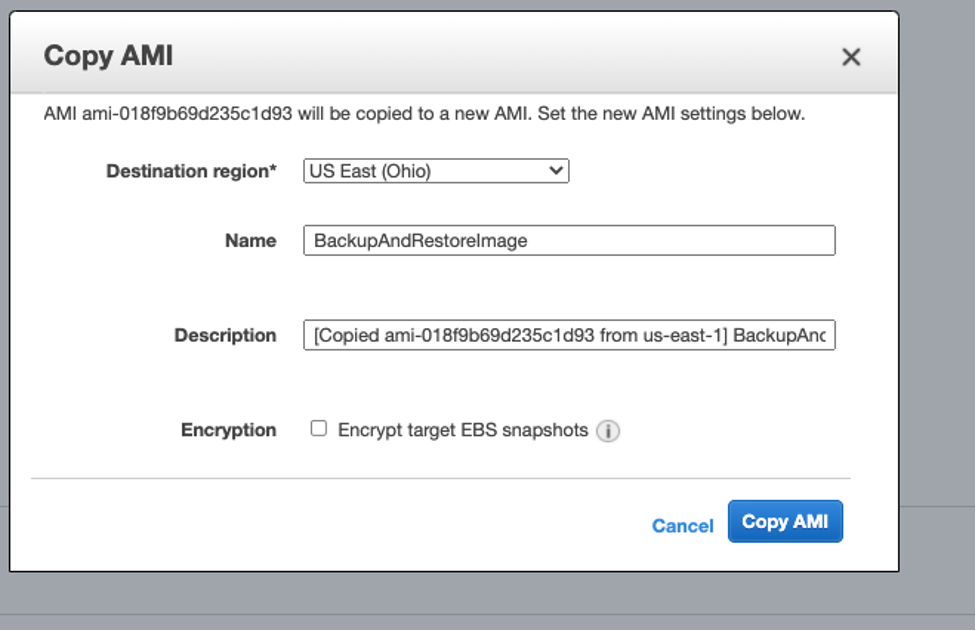 Copy AMI
AMI ami-018f9b69d235c1d93 will be copied to a new AMI. Set the new AMI settings below.
Destination region* US East (Ohio)
Name BackupAndRestoreImage
Description [Copied ami-018f9b69d235c1d93 from us-east-1] BackupAnd
Encryption Encrypt target EBS snapshots
Cancel Copy AMI